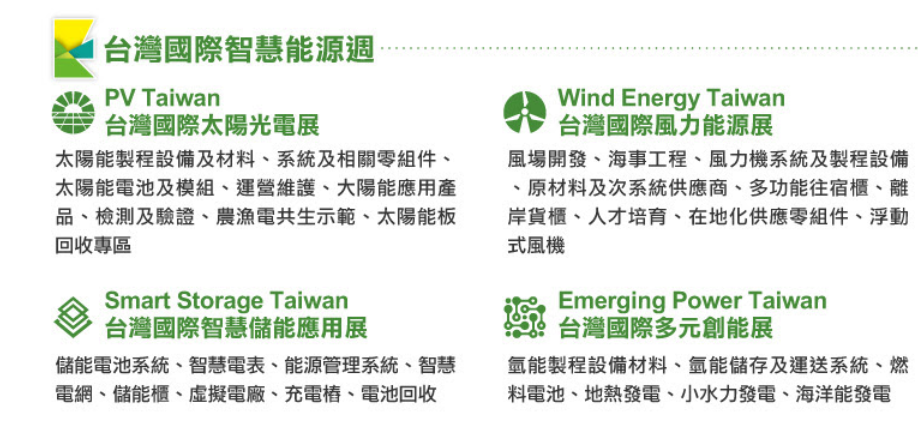 台灣國際智慧能源週
PV Taiwan
台灣國際太陽光電展
太陽能製程設備及材料、系統及相關零組件、
太陽能電池及模組、運營維護、大陽能應用產
品、檢測及驗證、農漁電共生示範、太陽能板
回收專區
Wind Energy Taiwan
台灣國際風力能源展
風場開發、海事工程、風力機系統及製程設備
、原材料及次系統供應商、多功能往宿櫃、離
岸貨櫃、人才培育、在地化供應零組件、浮動
式風機
Smart Storage Taiwan
台灣國際智慧儲能應用展
儲能電池系統、智慧電表、能源管理系統、智慧
電網、儲能櫃、虛擬電廠、充電樁、電池回收
Emerging Power Taiwan
台灣國際多元創能展
氫能製程設備材料、氫能儲存及運送系統、燃
料電池、地熱發電、小水力發電、海洋能發電